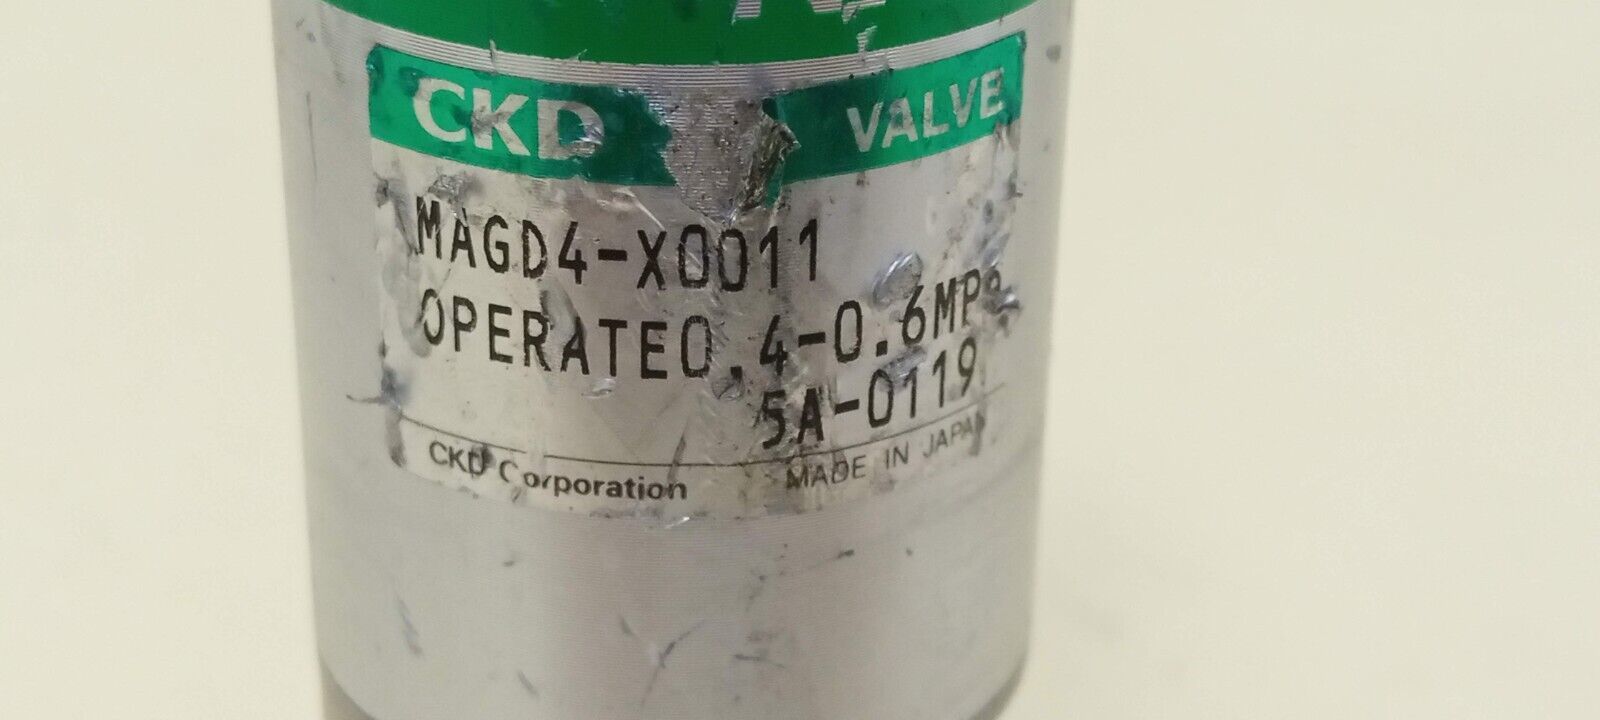 CKD VALVE
MAGD4-X0011
OPERATE0.4-0.6MPa
5A-0119
CKD Corporation MADE IN JAPAN